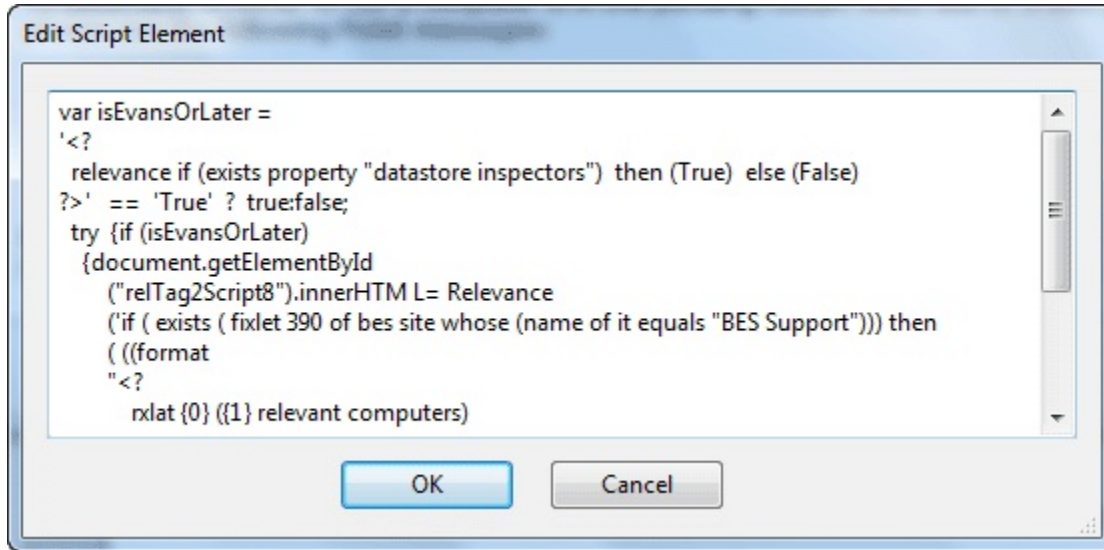 Edit Script Element
var isEvansOrLater =
'<?
relevance if (exists property "datastore inspectors")  then (True)  else (False)
?>'  ==  'True'  ?  true:false;
try  {if (isEvansOrLater)
{document.getElementById
("relTag2Script8").innerHTM L= Relevance
('if ( exists ( fixlet 390 of bes site whose (name of it equals "BES Support"))) then
( ((format
"<?
rxlat {0} ({1} relevant computers)
OK
Cancel